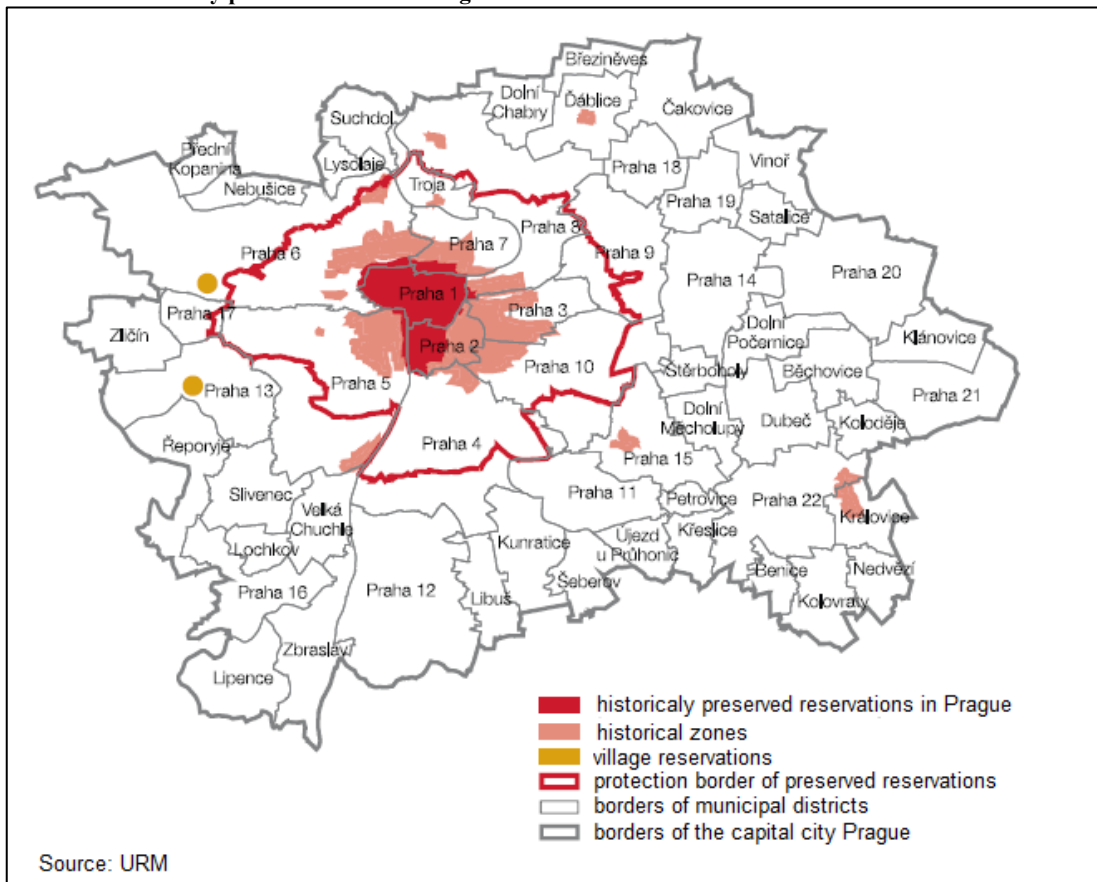 Březiněves
Dolní
Chabry
Ďáblice
Čakovice
Suchdol
Přední
Kopanina
Lysolaje
Nebušice
Troja
Praha 18
Vinoř
Praha 19
Satalice
Praha 8
Praha 7
Praha 9
Praha 6
Praha 14
Praha 20
Praha 1
Praha 3
Praha 17
Zličín
Dolní
Počernice
Klánovice
Praha 2
Praha 10
Štěrboholy
Běchovice
Praha 5
Praha 13
Praha 21
Dolní
Měcholupy
Dubeč
Koloděje
Řeporyje
Praha 4
Praha 15
Slivenec
Praha 11
Petrovice
Praha 22
Velká
Chuchle
Královice
Lochkov
Kunratice
Újezd
u Průhonic
Křeslice
Šeberov
Benice
Nedvězí
Praha 16
Praha 12
Libuš
Kolovraty
Zbraslav
Lipence
historicaly preserved reservations in Prague
historical zones
village reservations
protection border of preserved reservations
borders of municipal districts
borders of the capital city Prague
Source: URM